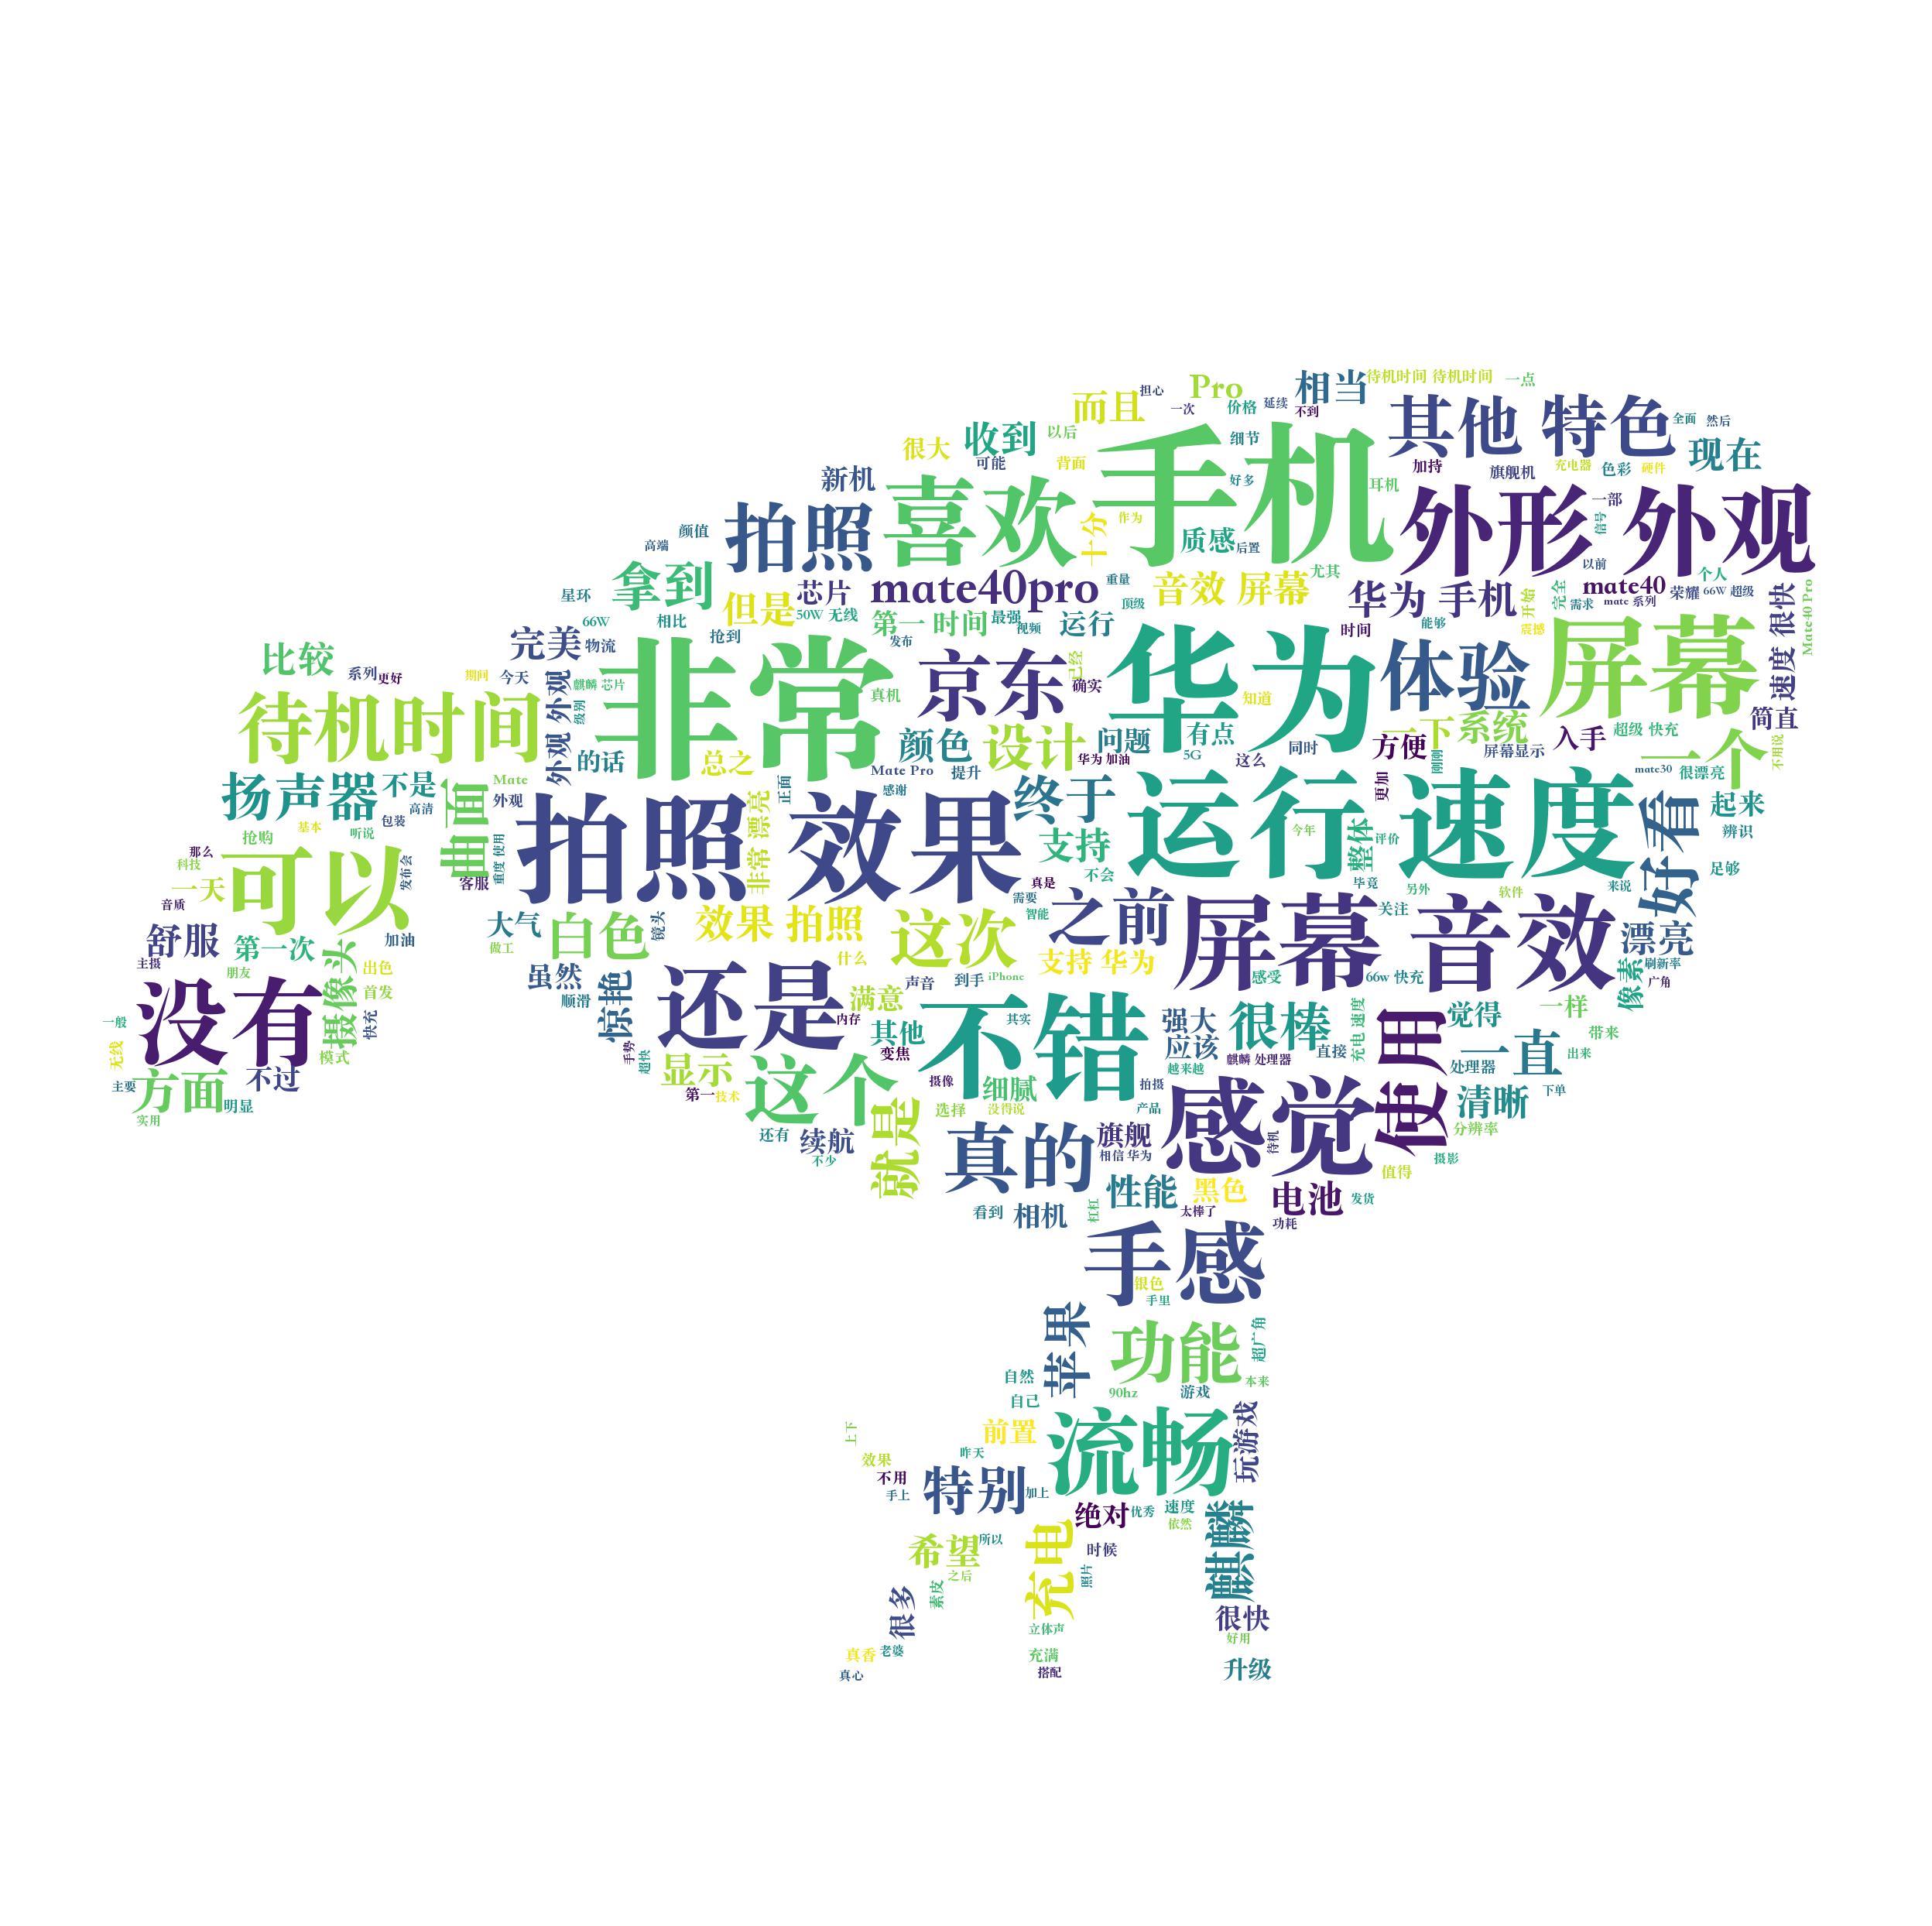 担心
Pro
相当
待机时间 待机时间
一点
而且
一次
价格
延续
不到
其他 特色
全面
然后
很大
收到
以后
手机
细节
现在
可能
背面
加持
旗舰机
充电器
色彩
硬件
新机
喜欢
好多
耳机
外形 外观
一部
信号
颜值
拍照
十分
作为
质感
后置
高端
以前
拿到
芯片
mate40pro
重量
音效 屏幕
尤其
华为 手机
开始
完全
mate40
个人
星环
但是
50W 无线
顶级
需求
mate 系列
荣耀
66W 超级
速度 很快
Mate40 Pro
66W
相比
第一 时间
最强
视频
运行
时间
能够
震撼
屏幕
完美
物流
抢到
发布
比较
系列
更好
期间
今天
外观 外观
麒麟 芯片
级别
非常
真机
京东
已经
确实
华为
知道
体验
待机时间
简直
颜色
设计
问题
有点
一下
系统
入手
超级 快充
一个
不用说
的话
总之
华为 加油
5G
这么
同时
方便
刚刚
屏幕显示
扬声器
不是
Mate
正面
Mate Pro
提升
终于
更加
mate30
很漂亮
高清
曲面
外观
感谢
运行 速度
好看
起来
抢购
基本
听说
包装
拍照 效果
非常 漂亮
支持
今年
整体
评价
辨识
那么
科技
可以
发布会
重度 使用
客服
真是
不会
毕竟
另外
软件
来说
足够
一天
音质
大气
白色
镜头
效果 拍照
这次
需要
智能
之前
屏幕 音效
关注
漂亮
舒服
第一次
摄像头
加油
做工
什么
支持 华为
感受
66w 快充
像素
刷新率
主摄
朋友
出色
虽然
惊艳
还是
声音
到手
iPhone
广角
没有
首发
顺滑
满意
不错
强大
很棒
充电 速度
使用
觉得
一样
一般
快充
内存
其他
其实
应该
一直
带来
无线
模式
手势
超快
变焦
麒麟 处理器
直接
处理器
出来
主要
方面
不过
显示
这个
摄像
细腻
越来越
拍摄
感觉
清晰
下单
明显
第一
技术
选择
没得说
产品
实用
还有
续航
就是
真的
旗舰
待机
分辨率
不少
相信 华为
值得
摄影
性能
黑色
电池
发货
看到
相机
杠杠
太棒了
功耗
手感
银色
手里
苹果
功能
超广角
自然
本来
自己
90hz
游戏
上下
前置
流畅
玩游戏
效果
昨天
不用
手上
特别
加上
绝对
优秀
速度
依然
麒麟
希望
所以
充电
时候
之后
照片
很多
素皮
很快
立体声
好用
真香
老婆
充满
真心
搭配
升级